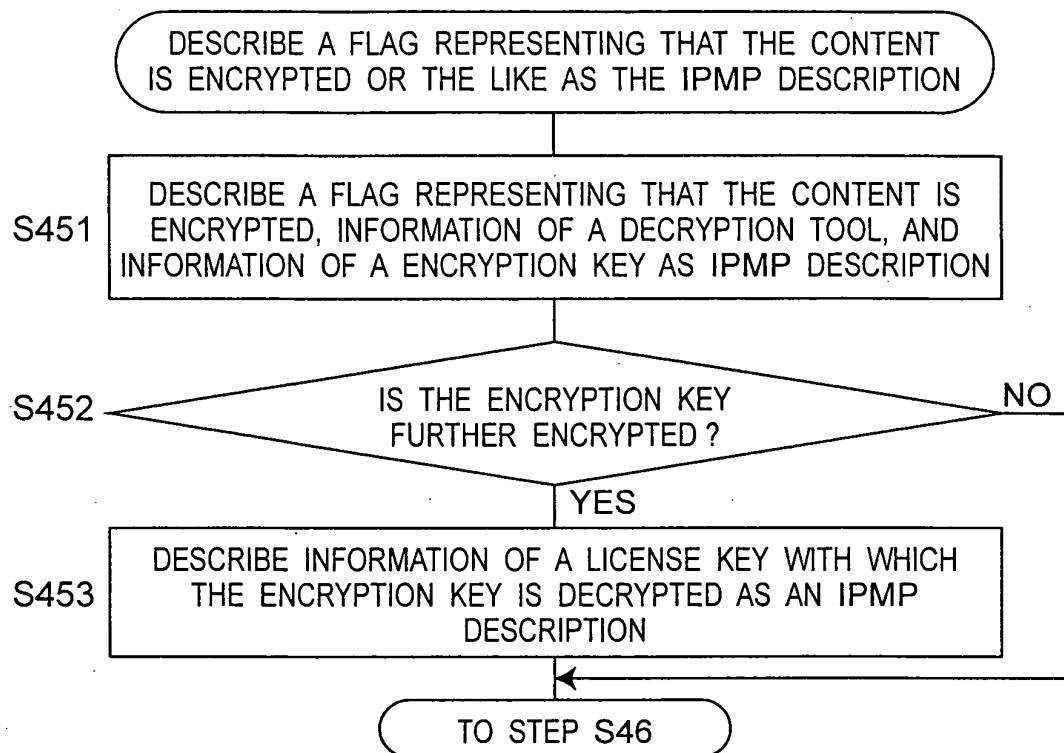 DESCRIBE A FLAG REPRESENTING THAT THE CONTENT
IS ENCRYPTED OR THE LIKE AS THE IPMP DESCRIPTION
S451
DESCRIBE A FLAG REPRESENTING THAT THE CONTENT IS
ENCRYPTED, INFORMATION OF A DECRYPTION TOOL, AND
INFORMATION OF A ENCRYPTION KEY AS IPMP DESCRIPTION
S452
IS THE ENCRYPTION KEY
FURTHER ENCRYPTED ?
NO
YES
S453
DESCRIBE INFORMATION OF A LICENSE KEY WITH WHICH
THE ENCRYPTION KEY IS DECRYPTED AS AN IPMP
DESCRIPTION
TO STEP S46